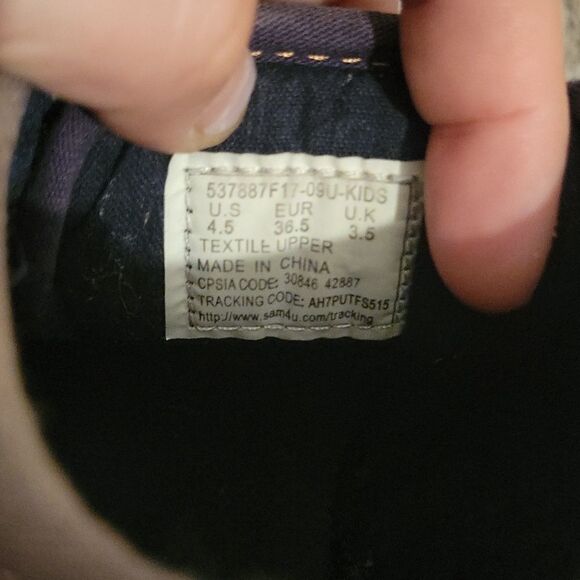 537887F17-09U-KIDS
U.S EUR U.K
4.5 36.5 3.5
TEXTILE UPPER
MADE IN CHINA
CPSIA CODE: 30846 42887
TRACKING CODE: AH7PUTFS515
http://www.sam4u.com/tracking